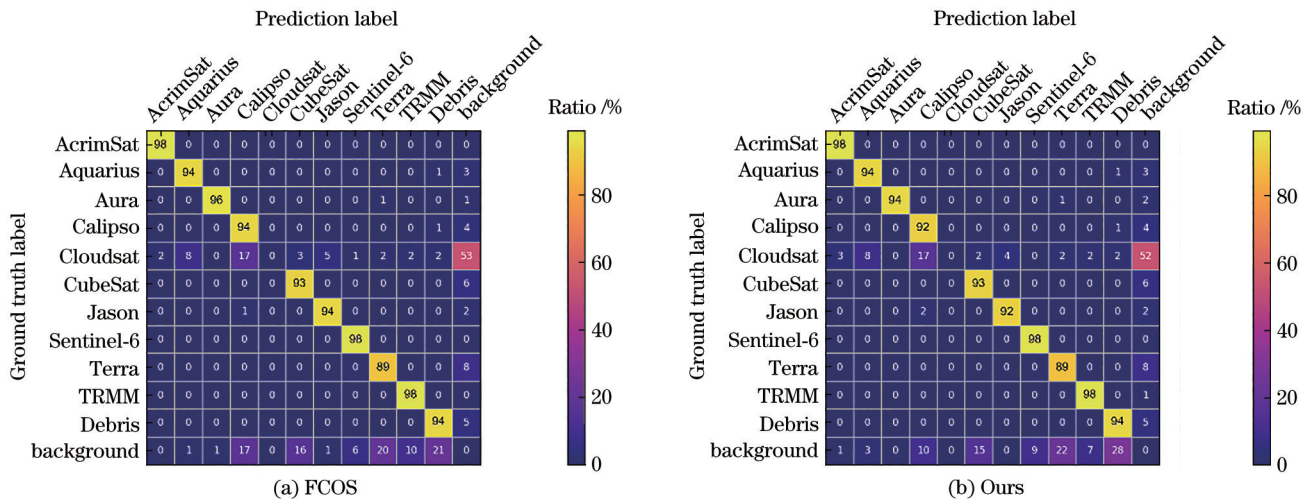 Prediction label
AcrimSat Aquarius Aura Calipso Cloudsat CubeSat Jason Sentinel-6 Terra TRMM Debris background
Ratio /%
Ground truth label
AcrimSat 98 0 0 0 0 0 0 0 0 0 0 0
Aquarius 0 94 0 0 0 0 0 0 0 0 1 3
Aura 0 0 96 0 0 0 0 0 1 0 0 1
Calipso 0 0 0 94 0 0 0 0 0 0 1 4
Cloudsat 2 8 0 17 0 3 5 1 2 2 2 53
CubeSat 0 0 0 0 0 93 0 0 0 0 0 6
Jason 0 0 0 1 0 0 94 0 0 0 0 2
Sentinel-6 0 0 0 0 0 0 0 98 0 0 0 0
Terra 0 0 0 0 0 0 0 0 89 0 0 8
TRMM 0 0 0 0 0 0 0 0 0 98 0 0
Debris 0 0 0 0 0 0 0 0 0 0 94 5
background 0 1 1 17 0 16 1 6 20 10 21 0
80
60
40
20
0
(a) FCOS
Prediction label
AcrimSat Aquarius Aura Calipso Cloudsat CubeSat Jason Sentinel-6 Terra TRMM Debris background
Ratio /%
Ground truth label
AcrimSat 98 0 0 0 0 0 0 0 0 0 0 0
Aquarius 0 94 0 0 0 0 0 0 0 0 1 3
Aura 0 0 94 0 0 0 0 0 1 0 0 2
Calipso 0 0 0 92 0 0 0 0 0 0 1 4
Cloudsat 3 8 0 17 0 2 4 0 2 2 2 52
CubeSat 0 0 0 0 0 93 0 0 0 0 0 6
Jason 0 0 0 2 0 0 92 0 0 0 0 2
Sentinel-6 0 0 0 0 0 0 0 98 0 0 0 0
Terra 0 0 0 0 0 0 0 0 89 0 0 8
TRMM 0 0 0 0 0 0 0 0 0 98 0 1
Debris 0 0 0 0 0 0 0 0 0 0 94 5
background 1 3 0 10 0 15 0 9 22 7 28 0
80
60
40
20
0
(b) Ours